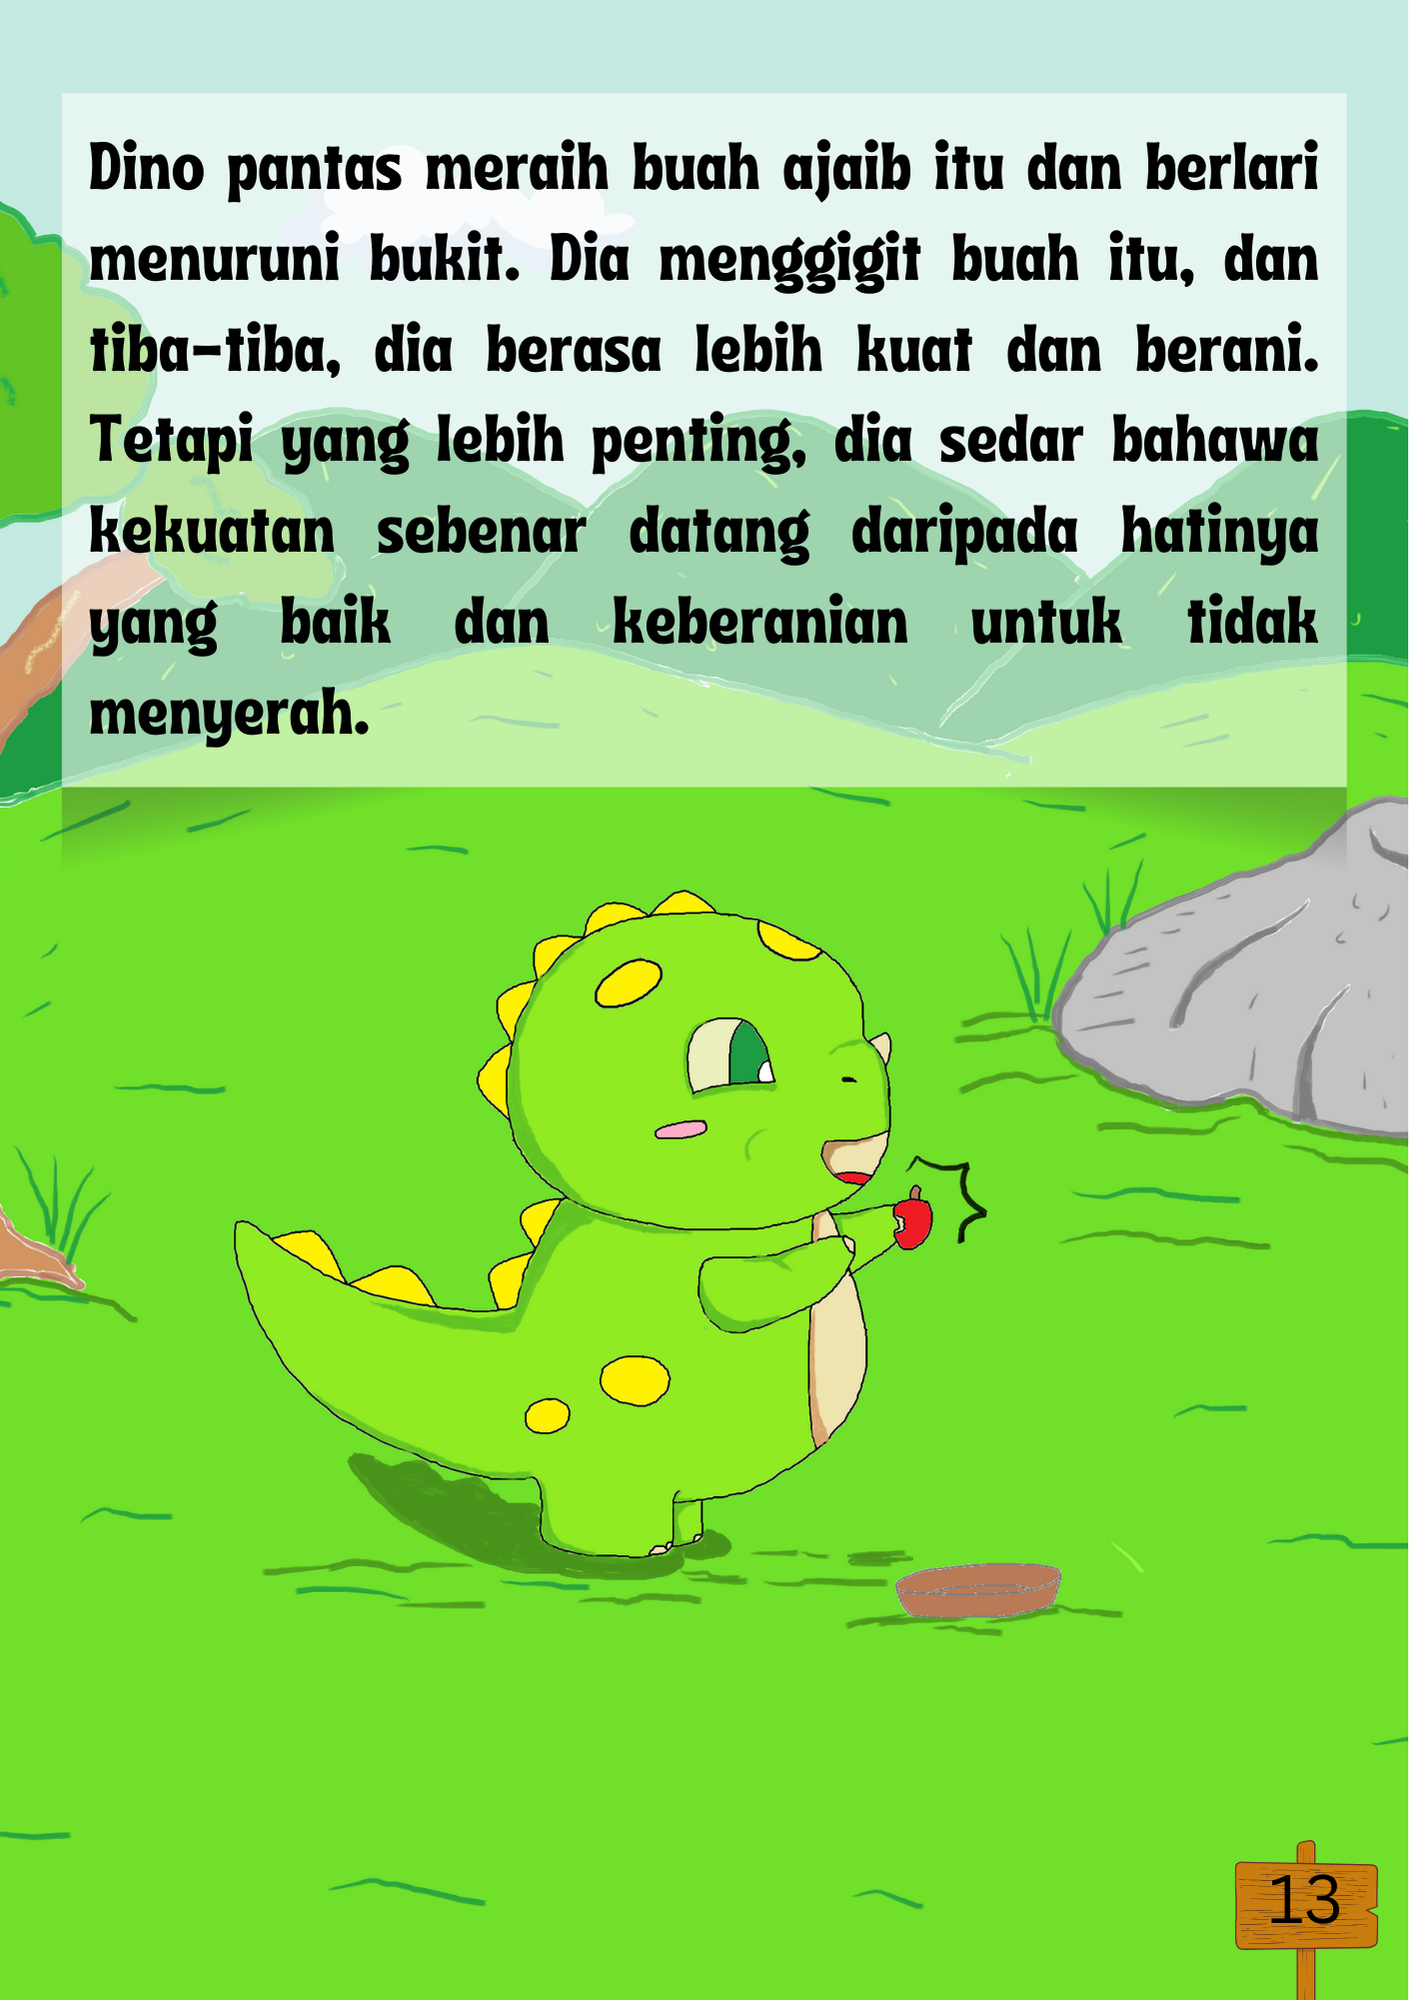 Dino pantas meraih buah ajaib itu dan berlari
menuruni bukit. Dia menggigit buah itu, dan
tiba-tiba, dia berasa lebih kuat dan berani.
Tetapi yang lebih penting, dia sedar bahawa
kekuatan sebenar datang daripada hatinya
yang baik dan keberanian untuk tidak
menyerah.
13